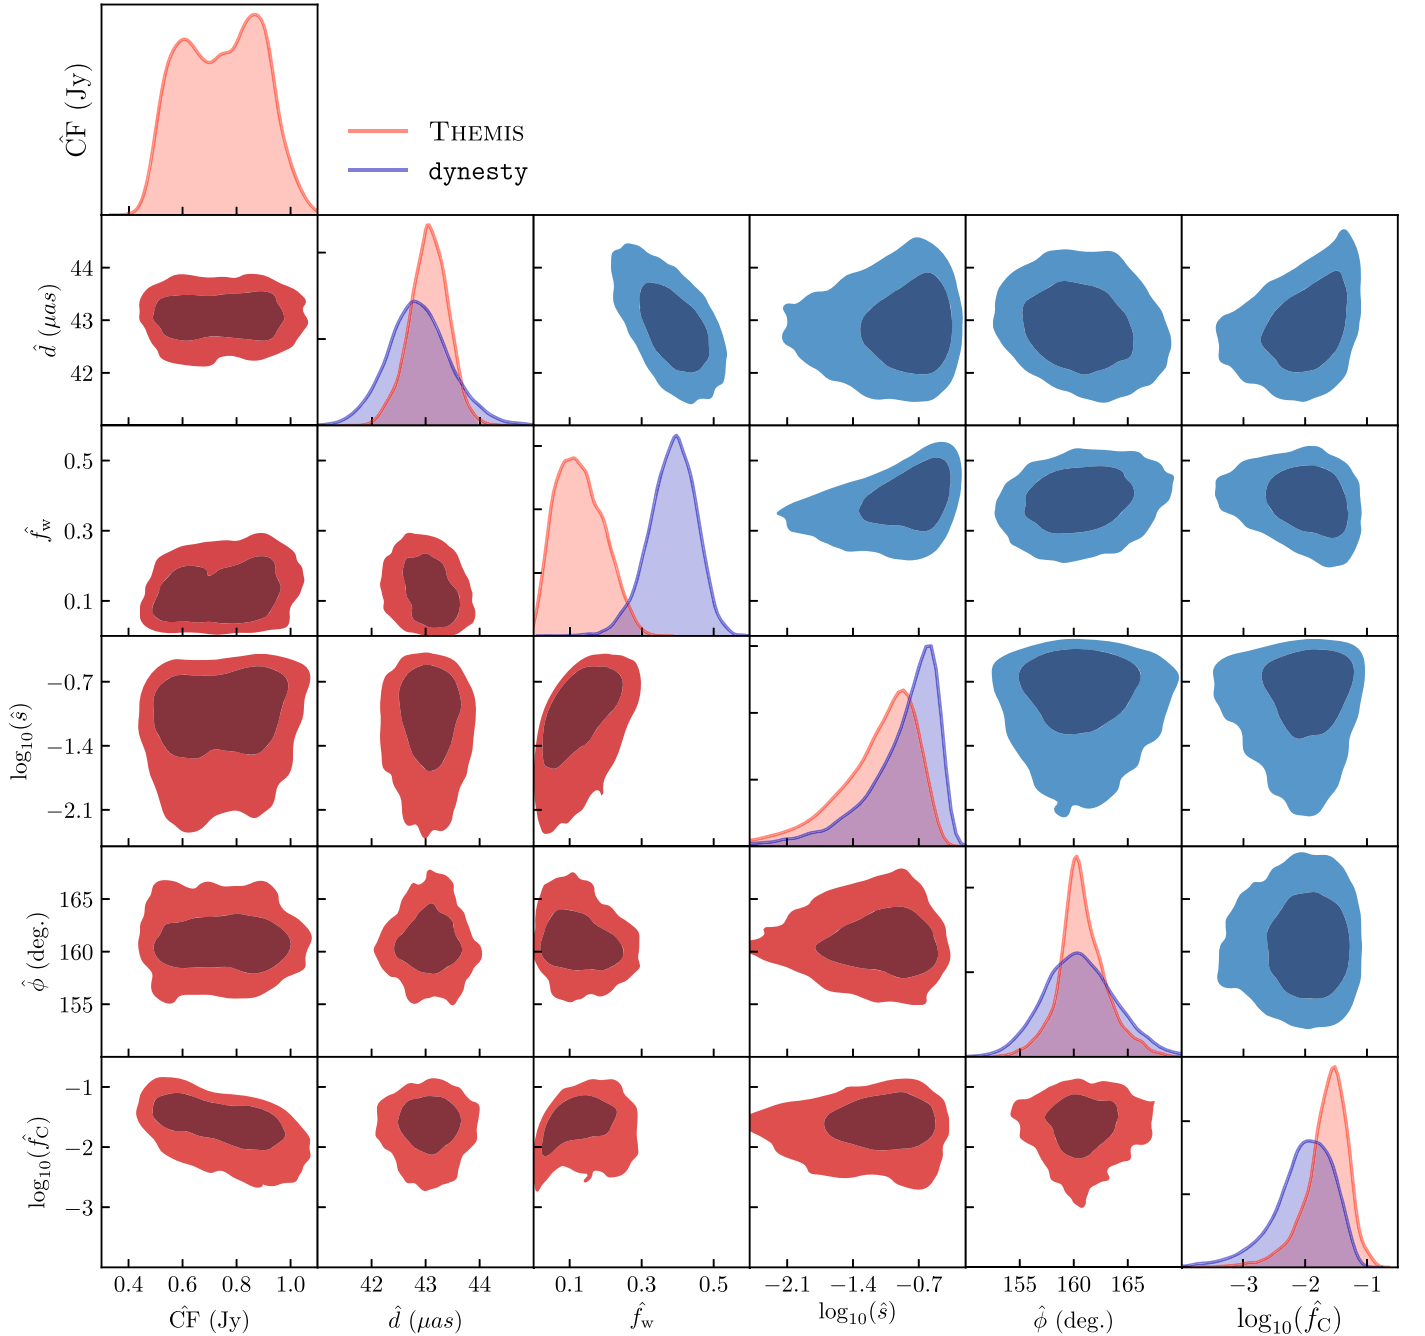 ĈF (Jy)
THEMIS
dynesty
44
43
42
d̂ (μas)
0.5
0.3
0.1
f̂w
−0.7
−1.4
−2.1
log10(ŝ)
165
160
155
φ̂ (deg.)
−1
−2
−3
log10(f̂C)
0.4 0.6 0.8 1.0 42 43 44 0.1 0.3 0.5 −2.1 −1.4 −0.7 155 160 165 −3 −2 −1
ĈF (Jy) d̂ (μas) f̂w log10(ŝ) φ̂ (deg.) log10(f̂C)